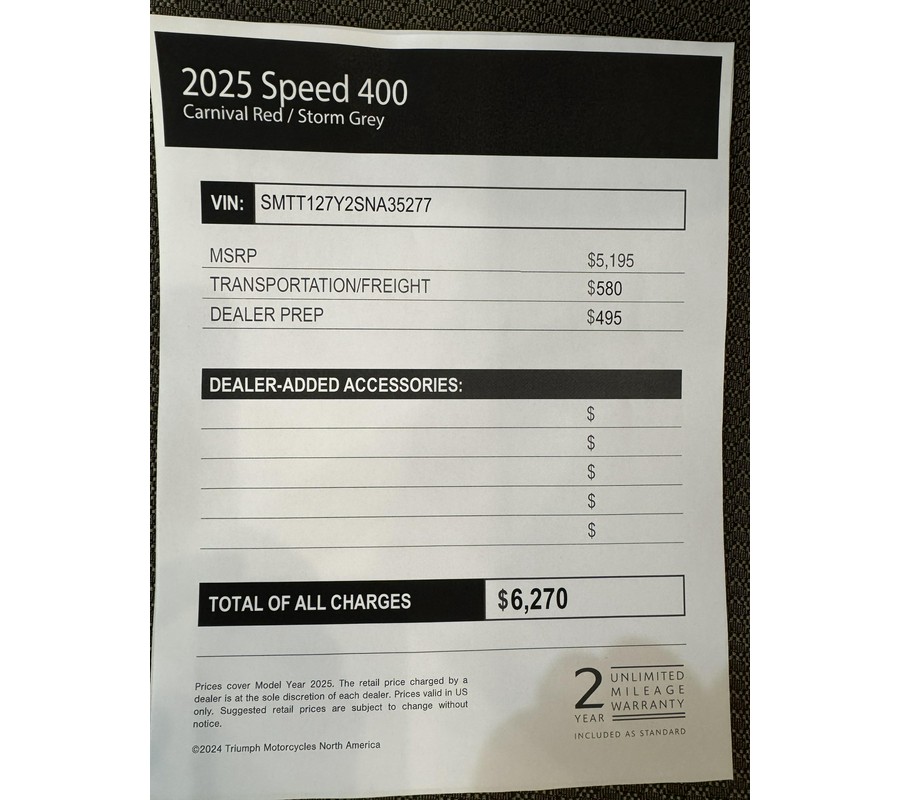 2025 Speed 400
Carnival Red / Storm Grey
VIN: SMTT127Y2SNA35277
MSRP $5,195
TRANSPORTATION/FREIGHT $580
DEALER PREP $495
DEALER-ADDED ACCESSORIES:
$
$
$
$
$
TOTAL OF ALL CHARGES $6,270
Prices cover Model Year 2025. The retail price charged by a
dealer is at the sole discretion of each dealer. Prices valid in US
only. Suggested retail prices are subject to change without
notice.
©2024 Triumph Motorcycles North America
2 YEAR
UNLIMITED
MILEAGE
WARRANTY
INCLUDED AS STANDARD